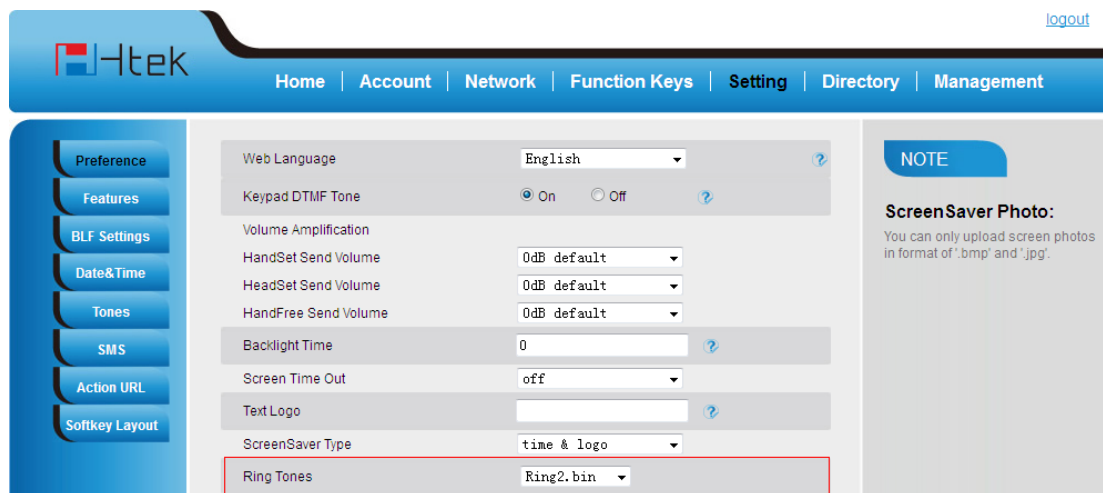 logout
Htek
Home | Account | Network | Function Keys | Setting | Directory | Management
Preference
Features
BLF Settings
Date&Time
Tones
SMS
Action URL
Softkey Layout
Web Language English
Keypad DTMF Tone On Off
Volume Amplification
HandSet Send Volume 0dB default
HeadSet Send Volume 0dB default
HandFree Send Volume 0dB default
Backlight Time 0
Screen Time Out off
Text Logo
ScreenSaver Type time & logo
Ring Tones Ring2.bin
NOTE
ScreenSaver Photo:
You can only upload screen photos
in format of '.bmp' and '.jpg'.